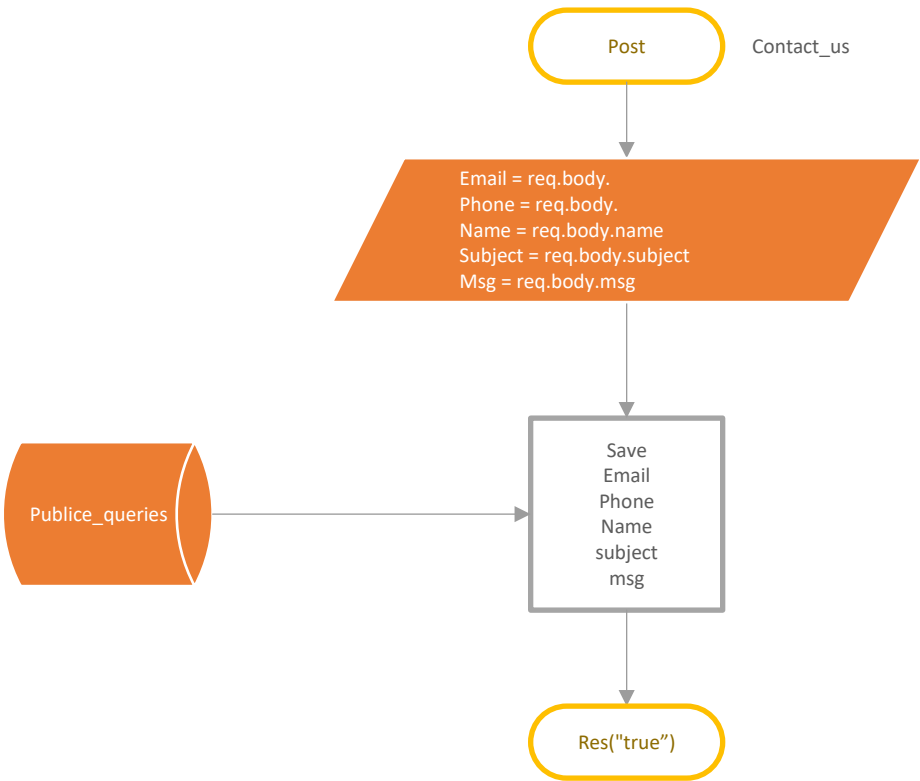 Post
Contact_us
Email = req.body.
Phone = req.body.
Name = req.body.name
Subject = req.body.subject
Msg = req.body.msg
Save
Email
Phone
Name
subject
msg
Publice_queries
Res("true”)